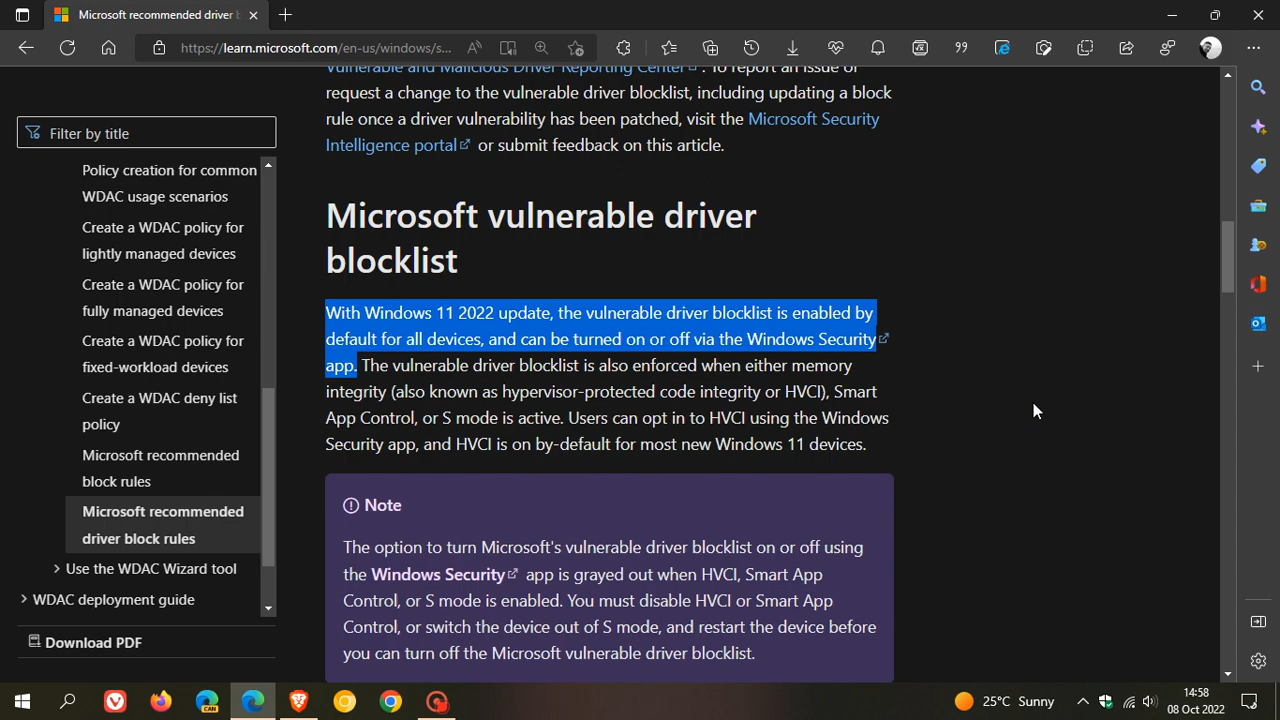 Microsoft recommended driver b
https://learn.microsoft.com/en-us/windows/s...
Filter by title
Policy creation for common
WDAC usage scenarios
Create a WDAC policy for
lightly managed devices
Create a WDAC policy for
fully managed devices
Create a WDAC policy for
fixed-workload devices
Create a WDAC deny list
policy
Microsoft recommended
block rules
Microsoft recommended
driver block rules
Use the WDAC Wizard tool
WDAC deployment guide
Download PDF
Vulnerable and Malicious Driver Reporting Center . To report an issue or
request a change to the vulnerable driver blocklist, including updating a block
rule once a driver vulnerability has been patched, visit the Microsoft Security
Intelligence portal or submit feedback on this article.
Microsoft vulnerable driver
blocklist
With Windows 11 2022 update, the vulnerable driver blocklist is enabled by
default for all devices, and can be turned on or off via the Windows Security
app. The vulnerable driver blocklist is also enforced when either memory
integrity (also known as hypervisor-protected code integrity or HVCI), Smart
App Control, or S mode is active. Users can opt in to HVCI using the Windows
Security app, and HVCI is on by-default for most new Windows 11 devices.
Note
The option to turn Microsoft's vulnerable driver blocklist on or off using
the Windows Security app is grayed out when HVCI, Smart App
Control, or S mode is enabled. You must disable HVCI or Smart App
Control, or switch the device out of S mode, and restart the device before
you can turn off the Microsoft vulnerable driver blocklist.
CAN
25°C Sunny
14:58
08 Oct 2022